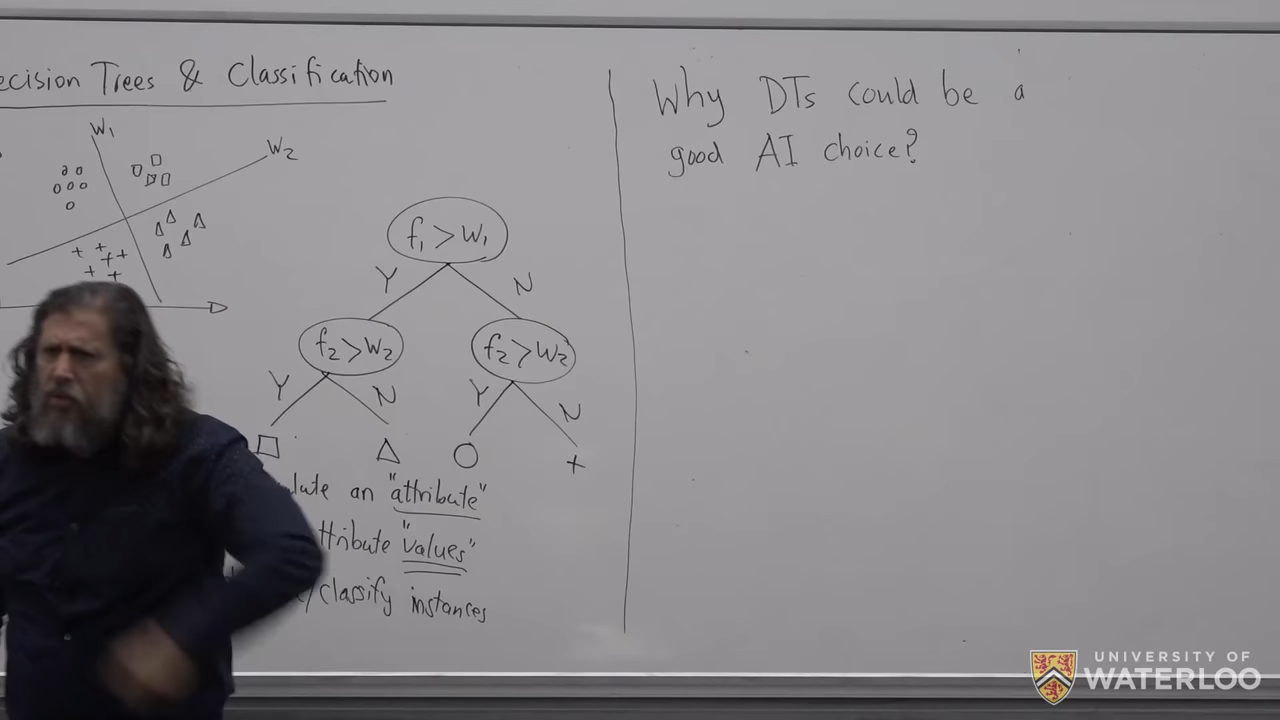 ecision Trees & Classification
W1
W2
f1 > W1
Y N
f2 > W2 f2 > W2
Y N Y N
an "attribute"
ttribute "values"
/classify instances
Why DTs could be a
good AI choice?
UNIVERSITY OF
WATERLOO